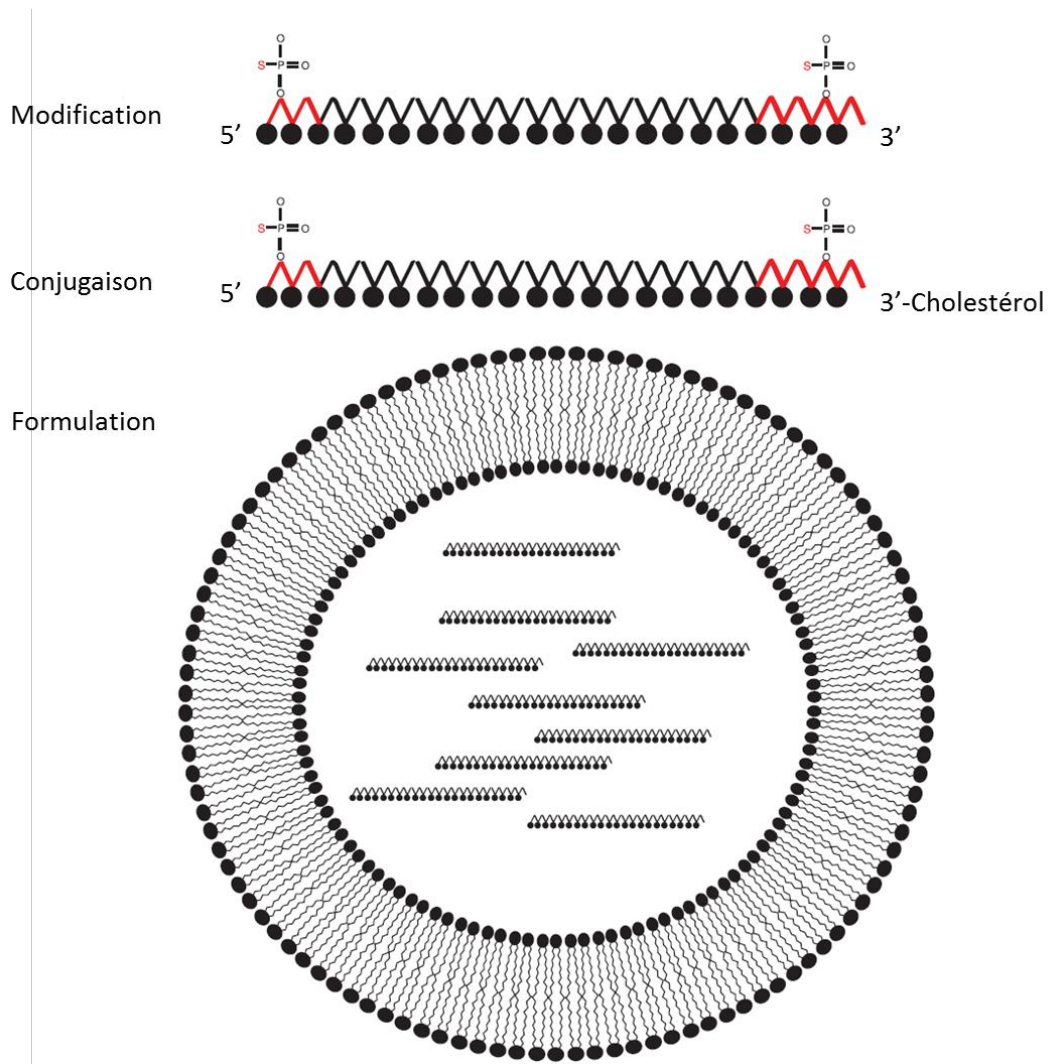 O
S P O
O
O
S P O
O
Modification
5’
3’
O
S P O
O
O
S P O
O
Conjugaison
5’
3’-Cholestérol
Formulation